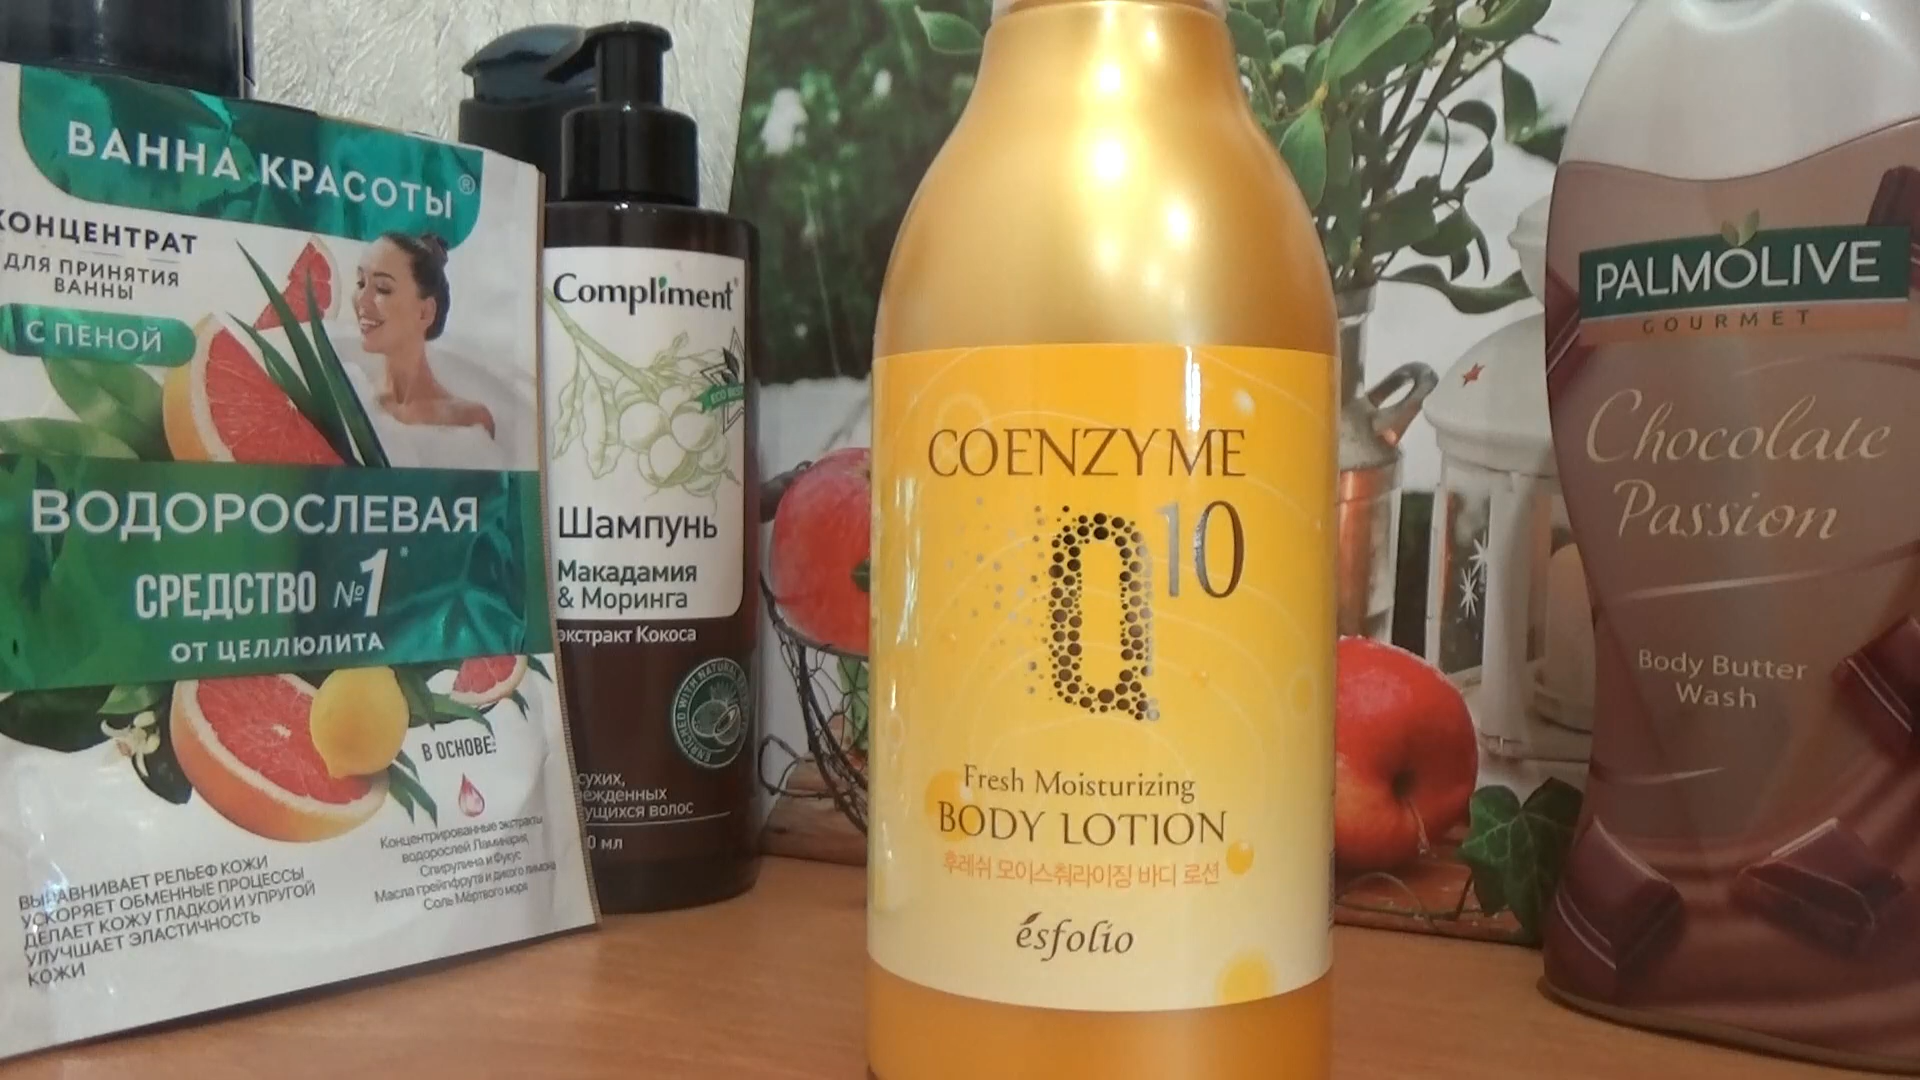 ВАННА КРАСОТЫ®
КОНЦЕНТРАТ
ДЛЯ ПРИНЯТИЯ
ВАННЫ
С ПЕНОЙ
ВОДОРОСЛЕВАЯ
СРЕДСТВО №1
ОТ ЦЕЛЛЮЛИТА
В ОСНОВЕ:
Концентрированные экстракты
водорослей Ламинария,
Спирулина и Фукус
Масла грейпфрута и дикого лимона
Соль Мёртвого моря
ВЫРАВНИВАЕТ РЕЛЬЕФ КОЖИ
УСКОРЯЕТ ОБМЕННЫЕ ПРОЦЕССЫ
ДЕЛАЕТ КОЖУ ГЛАДКОЙ И УПРУГОЙ
УЛУЧШАЕТ ЭЛАСТИЧНОСТЬ
КОЖИ
Compliment
Шампунь
Макадамия
& Моринга
экстракт Кокоса
ENRICHED WITH NATURAL
сухих,
ущихся волос
мл
COENZYME
Q10
Fresh Moisturizing
BODY LOTION
후레쉬 모이스춰라이징 바디 로션
ésfolio
PALMOLIVE
GOURMET
Chocolate
Passion
Body Butter
Wash